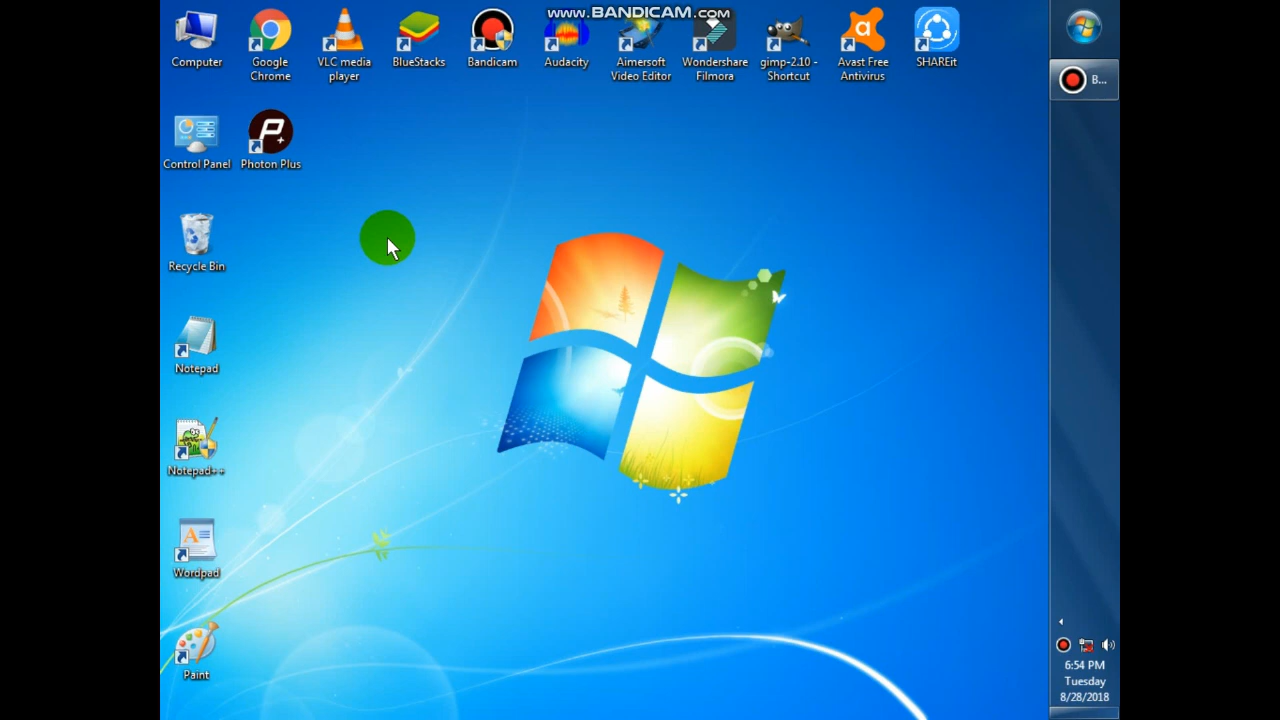 www.BANDICAM.com
Computer
Google
Chrome
VLC media
player
BlueStacks
Bandicam
Audacity
Aimersoft
Video Editor
Wondershare
Filmora
gimp-2.10 -
Shortcut
Avast Free
Antivirus
SHAREit
B...
Control Panel
Photon Plus
Recycle Bin
Notepad
Notepad++
Wordpad
Paint
6:54 PM
Tuesday
8/28/2018